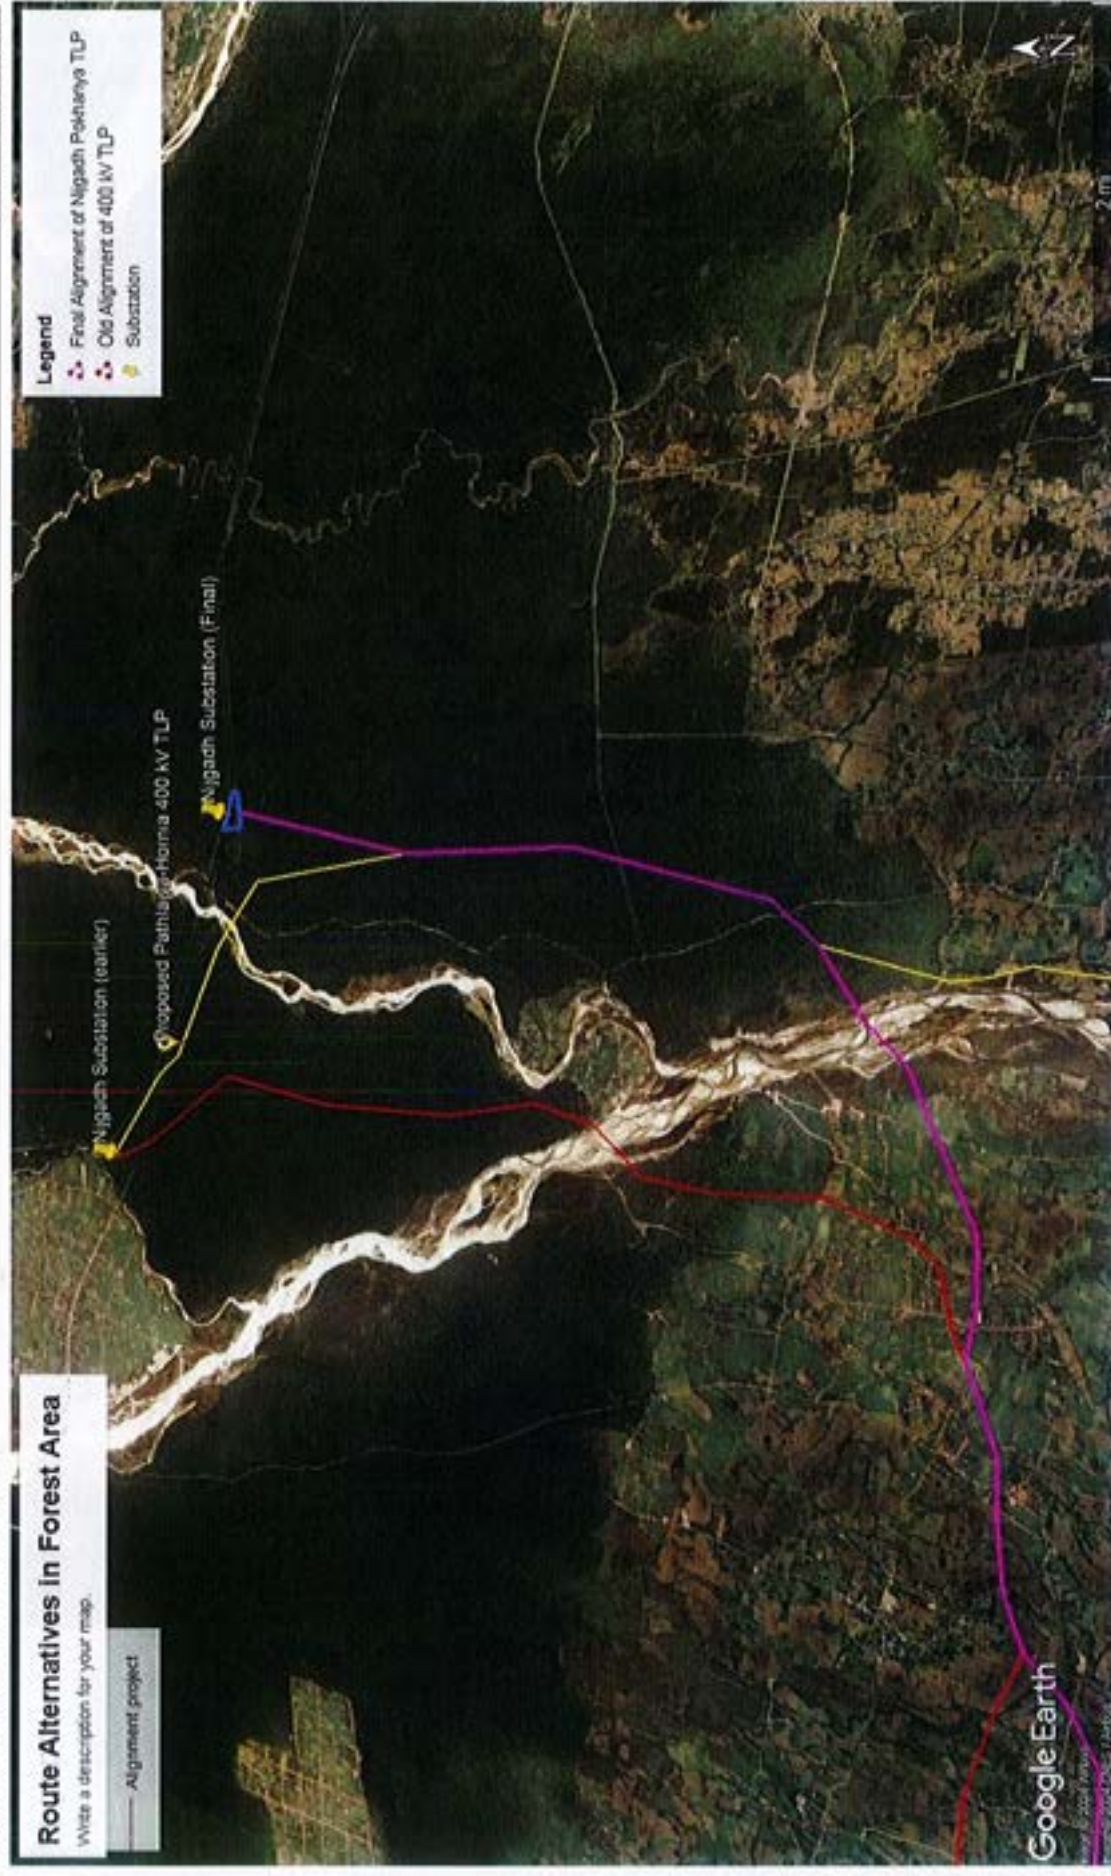 Route Alternatives in Forest Area
Write a description for your map.
Alignment project
Legend
Final Alignment of Nijgadh Pokhariya TLP
Old Alignment of 400 kV TLP
Substation
Nijgadh Substation (earlier)
Proposed Pathlaiya-Hornia 400 kV TLP
Nijgadh Substation (Final)
Google Earth
N
2 mi